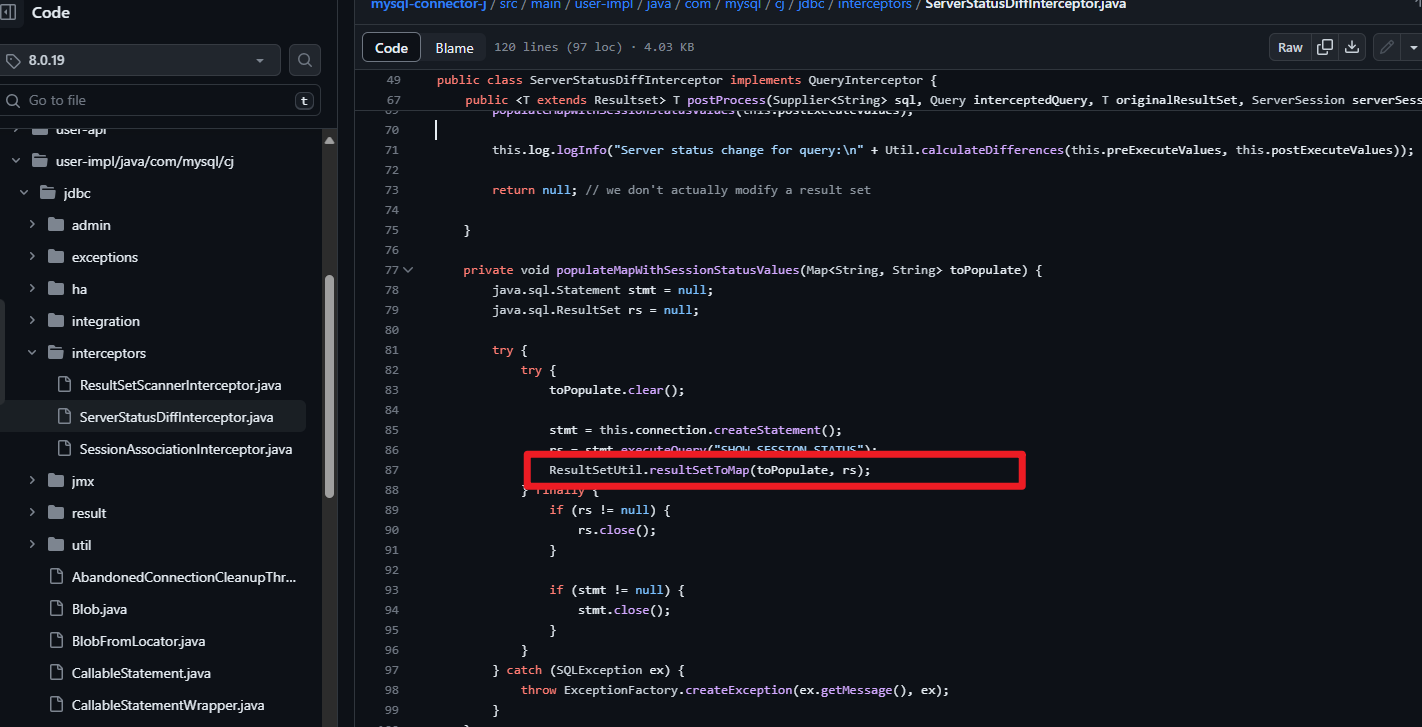 Code
mysql-connector-j / src / main / user-impl / java / com / mysql / cj / jdbc / interceptors / ServerStatusDiffInterceptor.java
8.0.19
Code Blame 120 lines (97 loc) · 4.03 KB
Raw
Go to file
t
user-api
user-impl/java/com/mysql/cj
jdbc
admin
exceptions
ha
integration
interceptors
ResultSetScannerInterceptor.java
ServerStatusDiffInterceptor.java
SessionAssociationInterceptor.java
jmx
result
util
AbandonedConnectionCleanupThr...
Blob.java
BlobFromLocator.java
CallableStatement.java
CallableStatementWrapper.java
49 public class ServerStatusDiffInterceptor implements QueryInterceptor {
67 public <T extends Resultset> T postProcess(Supplier<String> sql, Query interceptedQuery, T originalResultSet, ServerSession serverSess
69 populateMapWithSessionStatusValues(this.postExecuteValues);
70
71 this.log.logInfo("Server status change for query:\n" + Util.calculateDifferences(this.preExecuteValues, this.postExecuteValues));
72
73 return null; // we don't actually modify a result set
74
75 }
76
77 private void populateMapWithSessionStatusValues(Map<String, String> toPopulate) {
78 java.sql.Statement stmt = null;
79 java.sql.ResultSet rs = null;
80
81 try {
82 try {
83 toPopulate.clear();
84
85 stmt = this.connection.createStatement();
86 rs = stmt.executeQuery("SHOW SESSION STATUS");
87 ResultSetUtil.resultSetToMap(toPopulate, rs);
88 } finally {
89 if (rs != null) {
90 rs.close();
91 }
92
93 if (stmt != null) {
94 stmt.close();
95 }
96 }
97 } catch (SQLException ex) {
98 throw ExceptionFactory.createException(ex.getMessage(), ex);
99 }